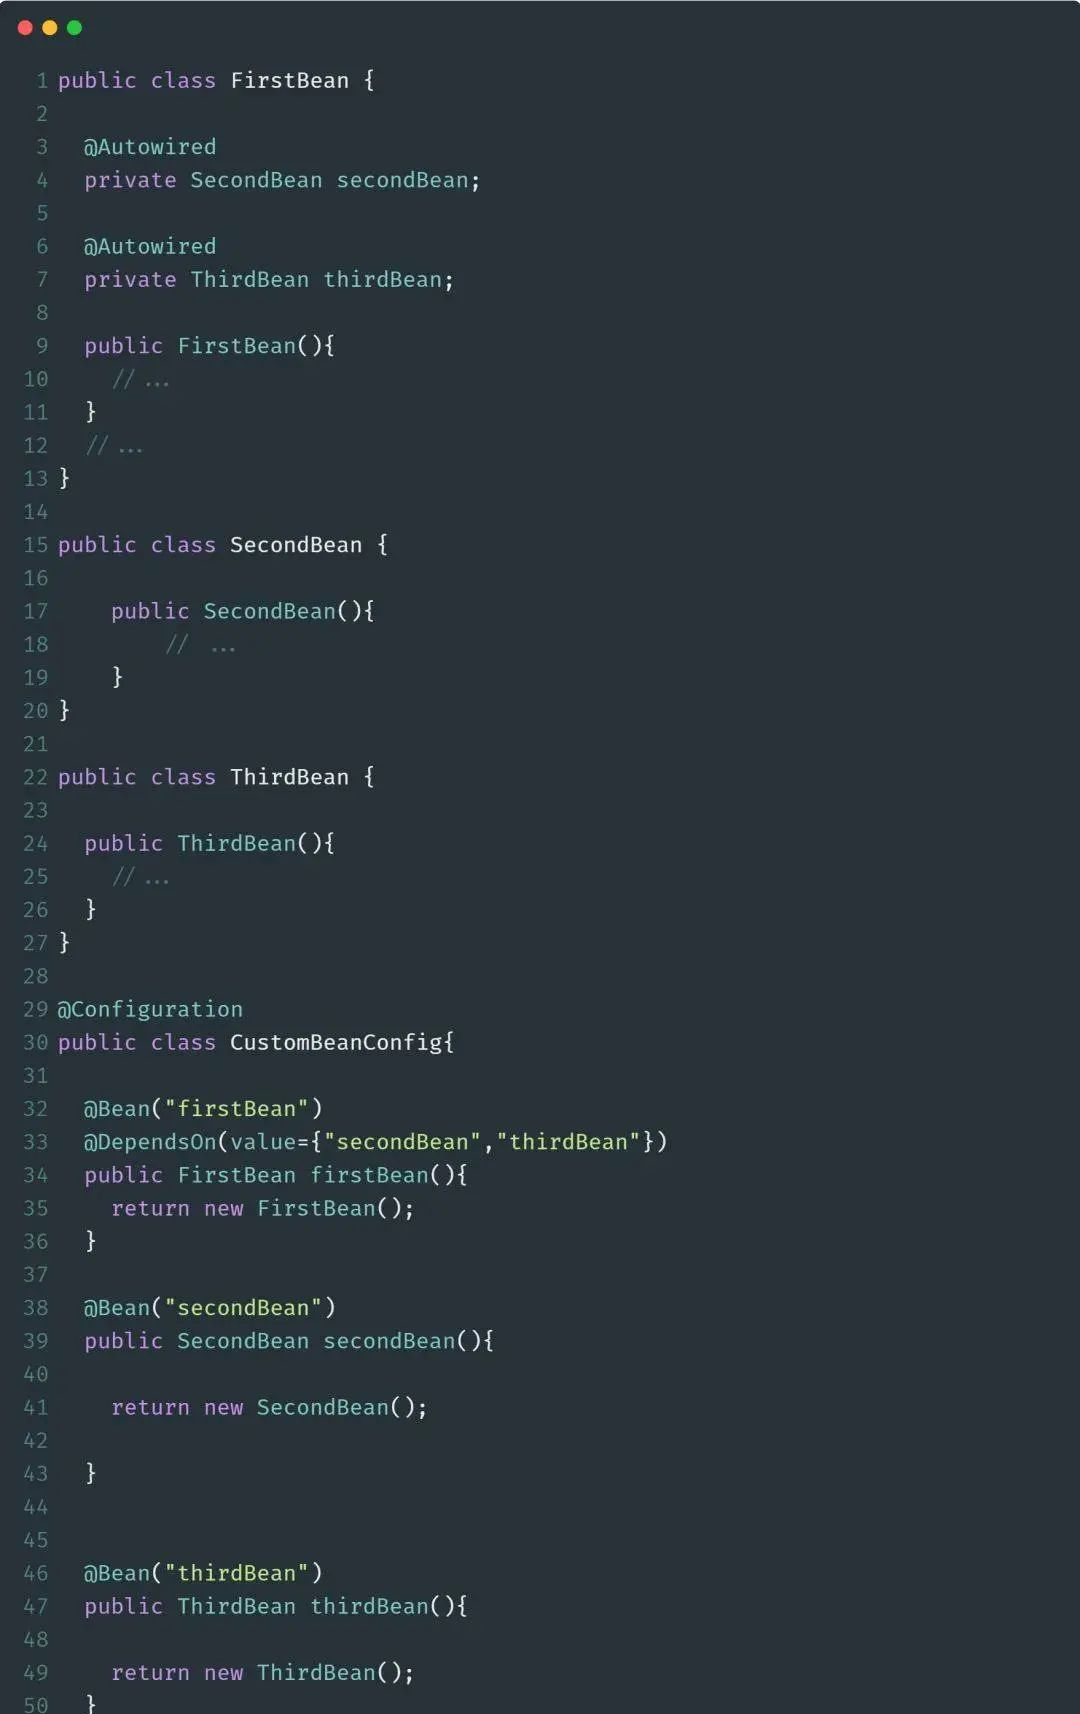 1 public class FirstBean {
2
3   @Autowired
4   private SecondBean secondBean;
5
6   @Autowired
7   private ThirdBean thirdBean;
8
9   public FirstBean(){
10     // ...
11   }
12   // ...
13 }
14
15 public class SecondBean {
16
17     public SecondBean(){
18         //  ...
19     }
20 }
21
22 public class ThirdBean {
23
24   public ThirdBean(){
25     // ...
26   }
27 }
28
29 @Configuration
30 public class CustomBeanConfig{
31
32   @Bean("firstBean")
33   @DependsOn(value={"secondBean","thirdBean"})
34   public FirstBean firstBean(){
35     return new FirstBean();
36   }
37
38   @Bean("secondBean")
39   public SecondBean secondBean(){
40
41     return new SecondBean();
42
43   }
44
45
46   @Bean("thirdBean")
47   public ThirdBean thirdBean(){
48
49     return new ThirdBean();
50   }